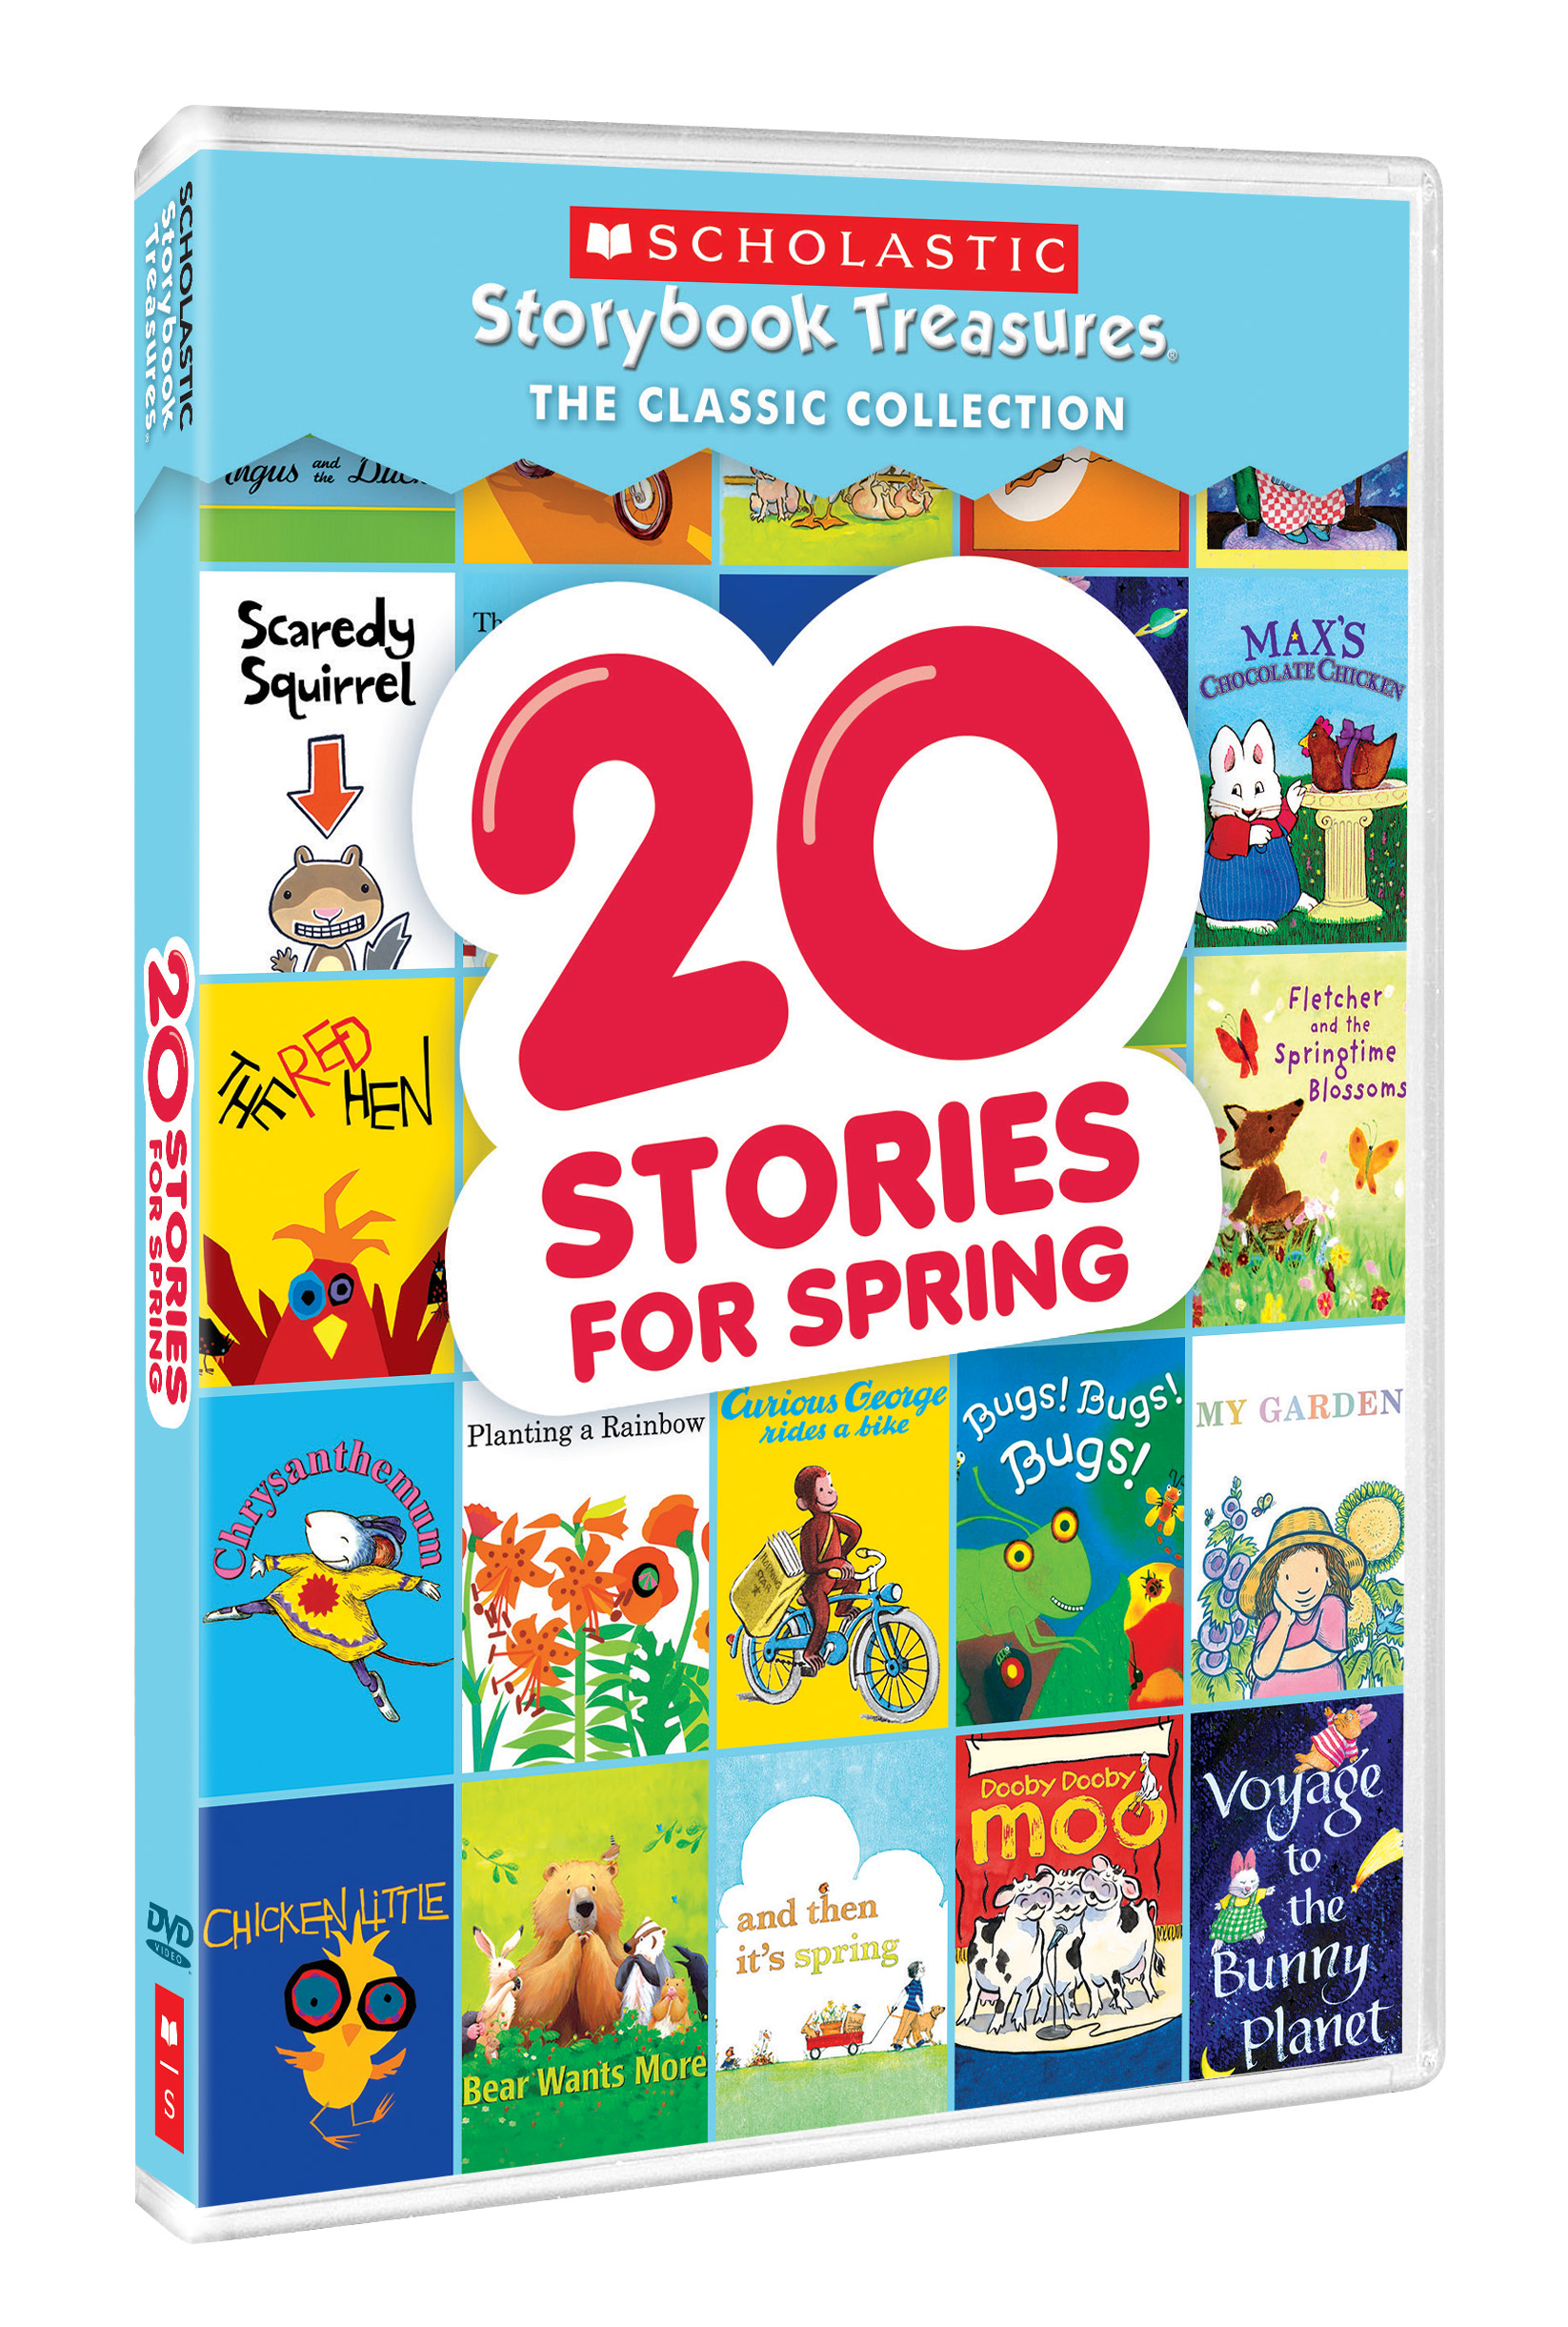 SCHOLASTIC
Storybook Treasures®
THE CLASSIC COLLECTION
SCHOLASTIC
Storybook
Treasures®
and
the
Scaredy
Squirrel
MAX'S
CHOCOLATE CHICKEN
20
STORIES
FOR SPRING
THE RED
HEN
Fletcher
and the
Springtime
Blossoms
20 STORIES
FOR SPRING
Chrysanthemum
Planting a Rainbow
Curious George
rides a bike
Bugs! Bugs!
Bugs!
MY GARDEN
CHICKEN LITTLE
Bear Wants More
and then
it's spring
Dooby Dooby
moo
Voyage
to
the
Bunny
Planet
DVD
VIDEO
S